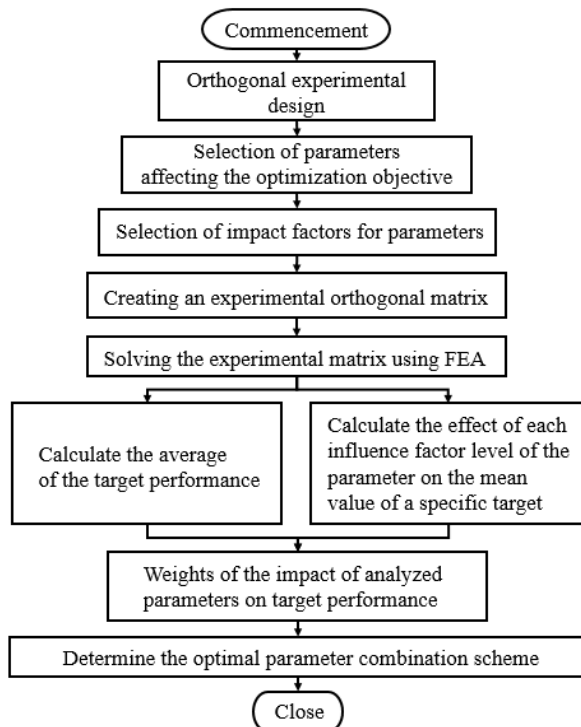 Commencement
Orthogonal experimental
design
Selection of parameters
affecting the optimization objective
Selection of impact factors for parameters
Creating an experimental orthogonal matrix
Solving the experimental matrix using FEA
Calculate the average
of the target performance
Calculate the effect of each
influence factor level of the
parameter on the mean
value of a specific target
Weights of the impact of analyzed
parameters on target performance
Determine the optimal parameter combination scheme
Close